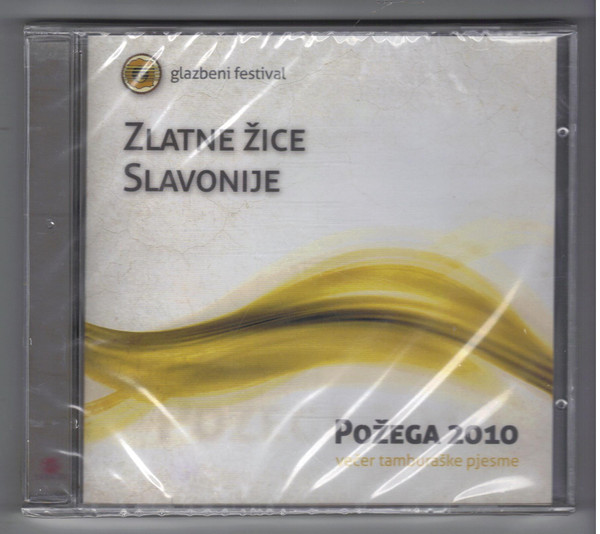 glazbeni festival
ZLATNE ŽICE
SLAVONIJE
POŽEGA 2010
večer tamburaške pjesme